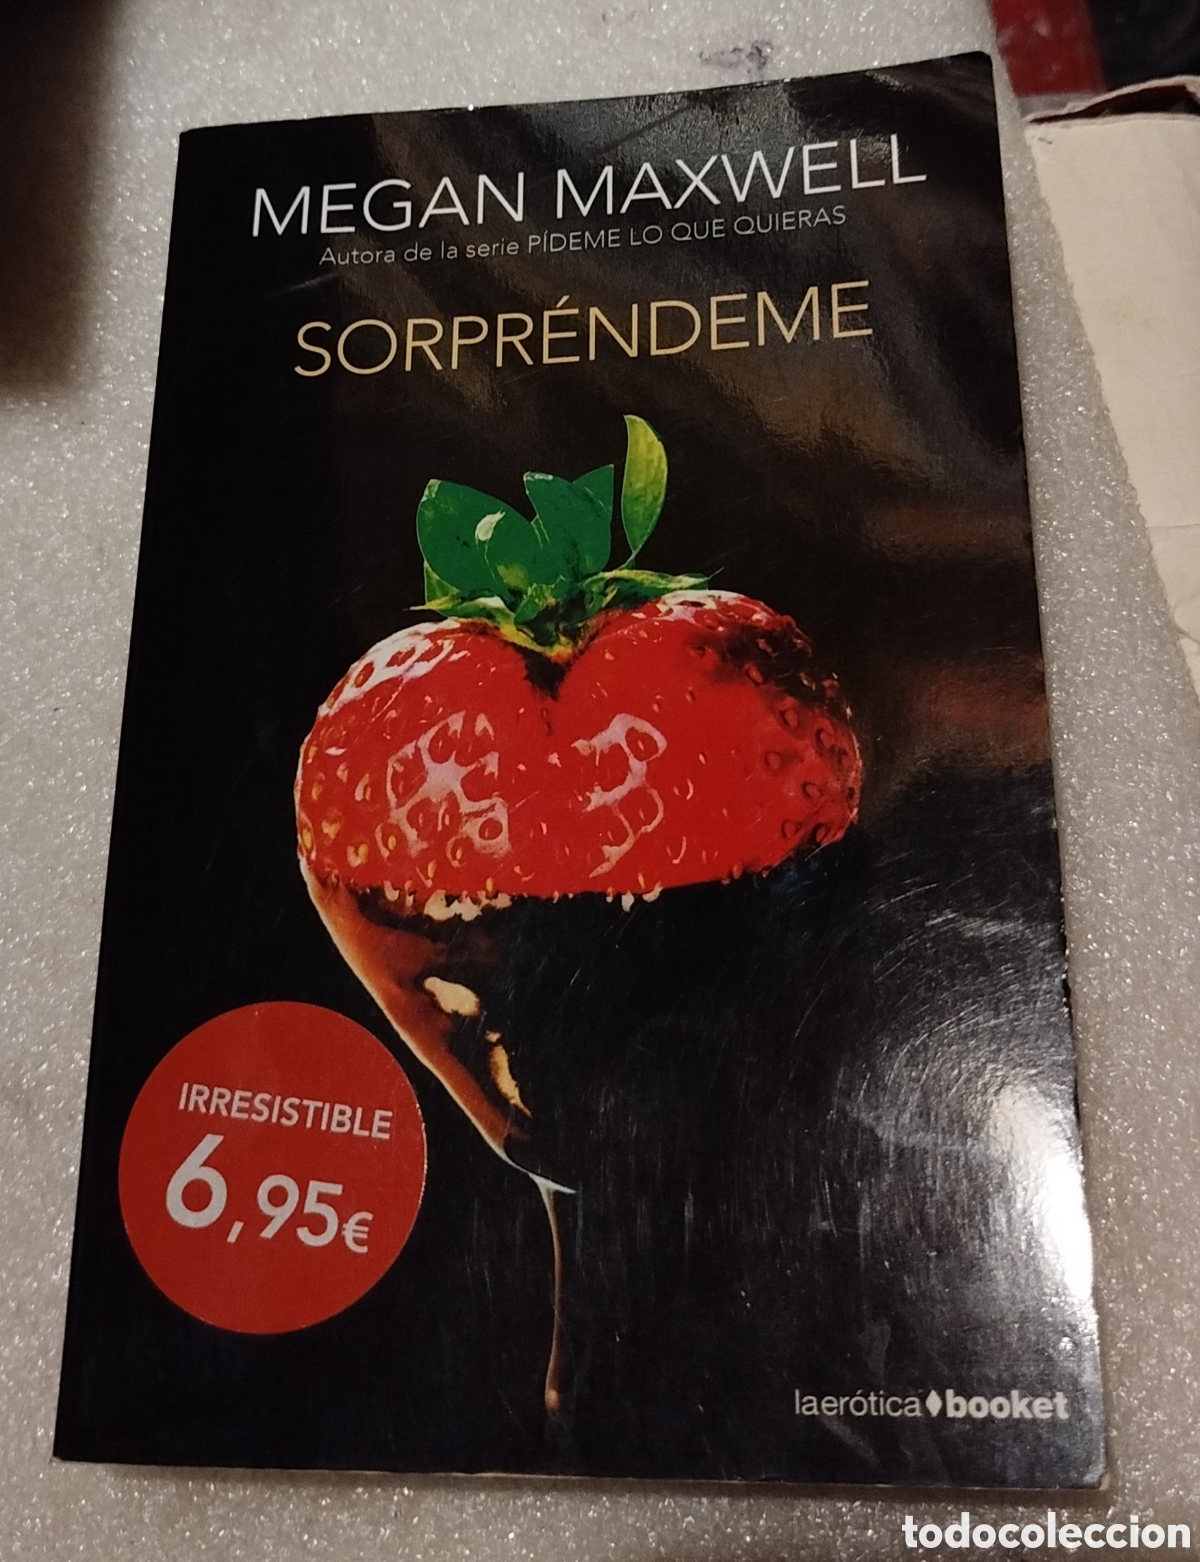 MEGAN MAXWELL
Autora de la serie PÍDEME LO QUE QUIERAS
SORPRÉNDEME
IRRESISTIBLE
6,95€
laerótica♦booket
todocoleccion